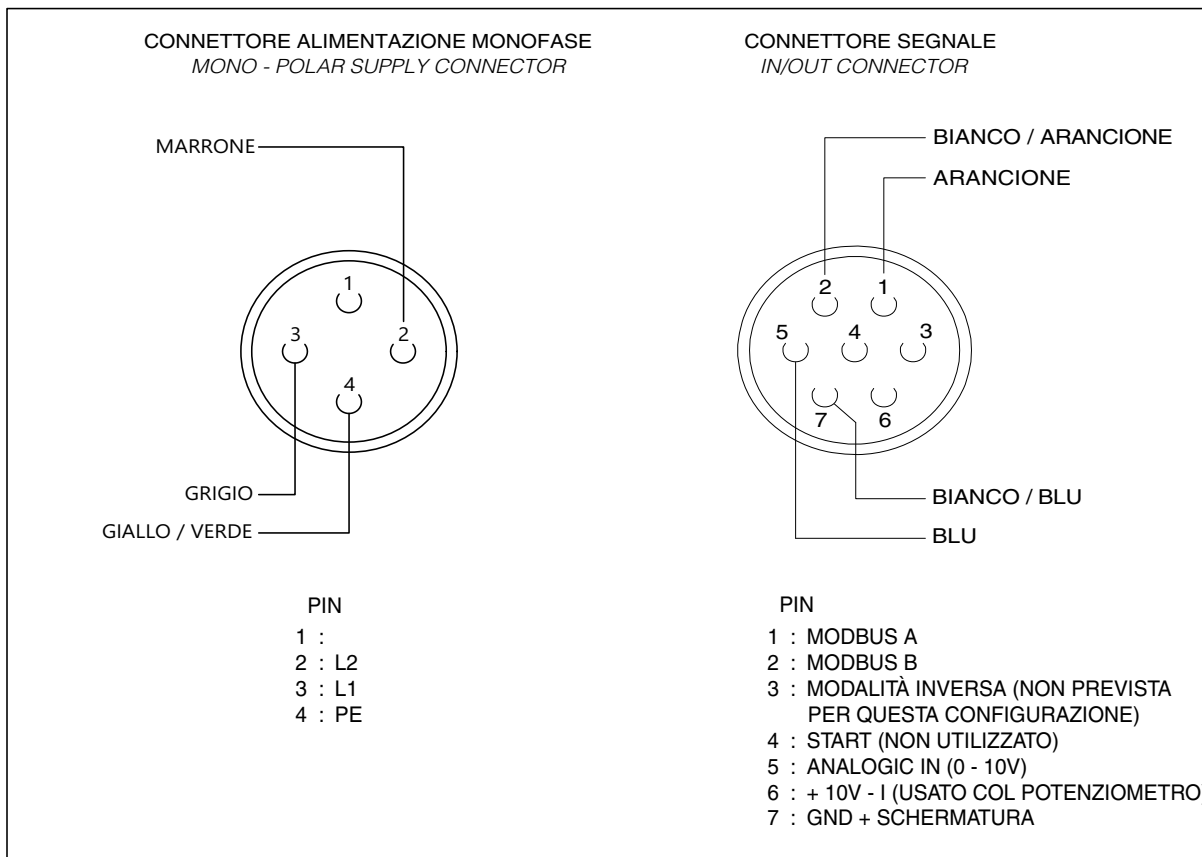 CONNETTORE ALIMENTAZIONE MONOFASE
MONO - POLAR SUPPLY CONNECTOR
MARRONE
1
3
2
4
GRIGIO
GIALLO / VERDE
PIN
1 :
2 : L2
3 : L1
4 : PE
CONNETTORE SEGNALE
IN/OUT CONNECTOR
BIANCO / ARANCIONE
ARANCIONE
2
1
5
4
3
7
6
BIANCO / BLU
BLU
PIN
1 : MODBUS A
2 : MODBUS B
3 : MODALITÀ INVERSA (NON PREVISTA
PER QUESTA CONFIGURAZIONE)
4 : START (NON UTILIZZATO)
5 : ANALOGIC IN (0 - 10V)
6 : + 10V - I (USATO COL POTENZIOMETRO
7 : GND + SCHERMATURA